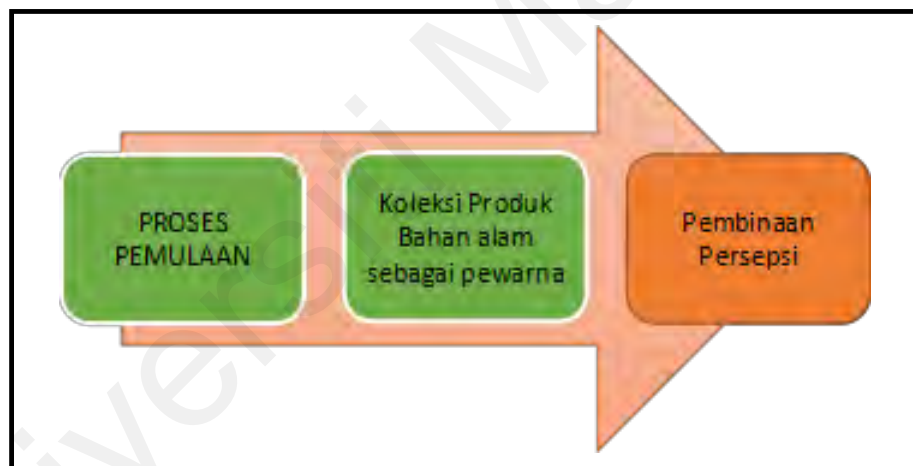 PROSES
PEMULAAN
Koleksi Produk
Bahan alam
sebagai pewarna
Pembinaan
Persepsi